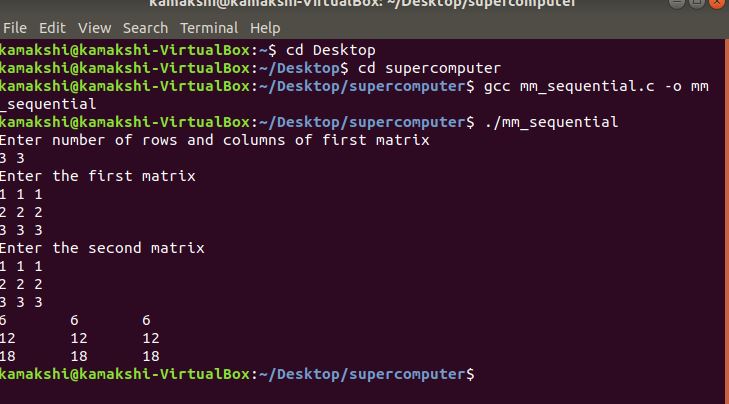 kamakshi@kamakshi-VirtualBox: ~/Desktop/supercomputer
File Edit View Search Terminal Help
kamakshi@kamakshi-VirtualBox:~$ cd Desktop
kamakshi@kamakshi-VirtualBox:~/Desktop$ cd supercomputer
kamakshi@kamakshi-VirtualBox:~/Desktop/supercomputer$ gcc mm_sequential.c -o mm
_sequential
kamakshi@kamakshi-VirtualBox:~/Desktop/supercomputer$ ./mm_sequential
Enter number of rows and columns of first matrix
3 3
Enter the first matrix
1 1 1
2 2 2
3 3 3
Enter the second matrix
1 1 1
2 2 2
3 3 3
6 6 6
12 12 12
18 18 18
kamakshi@kamakshi-VirtualBox:~/Desktop/supercomputer$